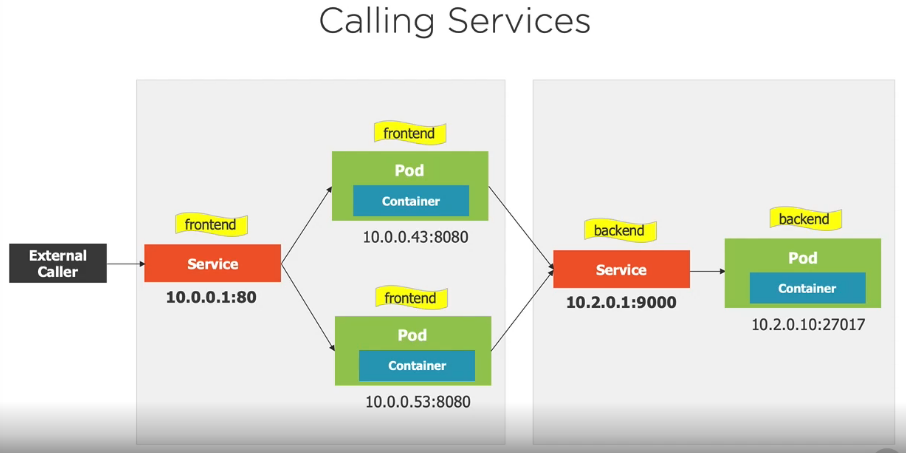 Calling Services
External
Caller
frontend
Service
10.0.0.1:80
frontend
Pod
Container
10.0.0.43:8080
frontend
Pod
Container
10.0.0.53:8080
backend
Service
10.2.0.1:9000
backend
Pod
Container
10.2.0.10:27017